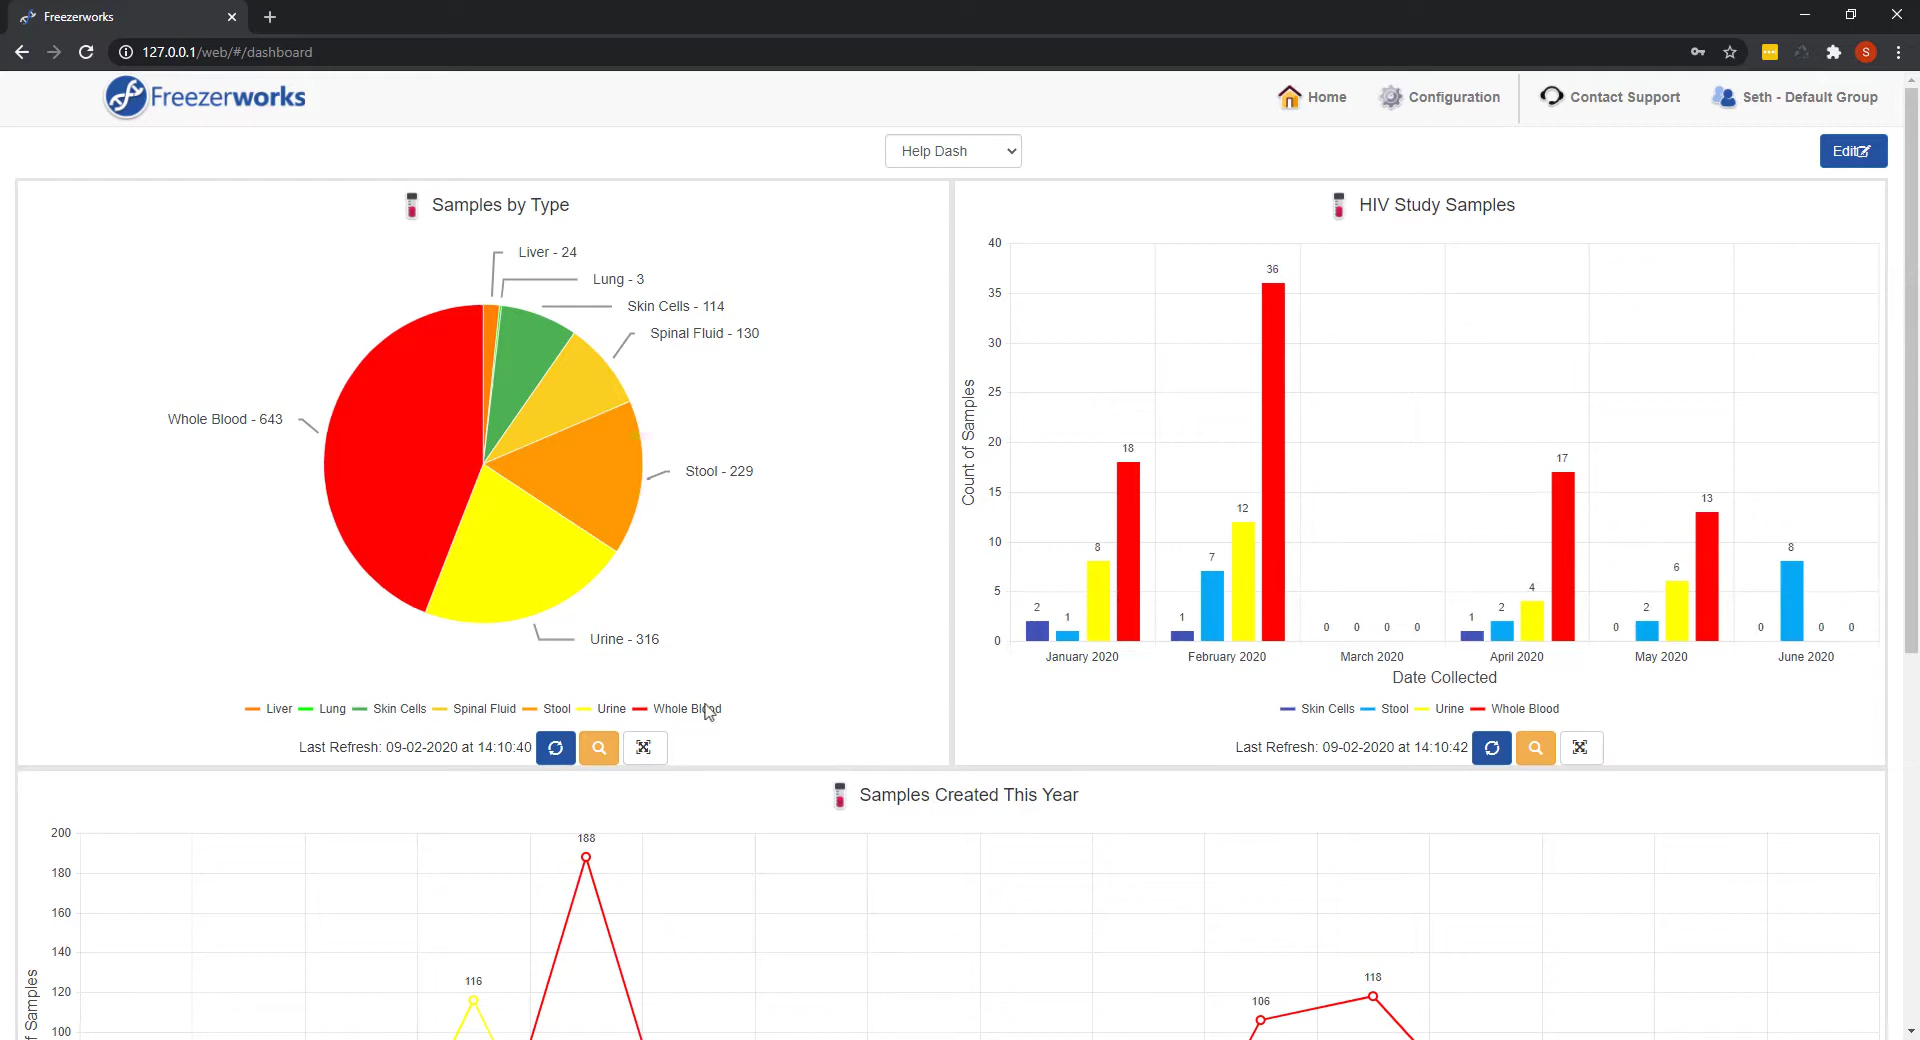 Freezerworks
127.0.0.1/web/#/dashboard
S
Freezerworks
Home
Configuration
Contact Support
Seth - Default Group
Help Dash
Edit
Samples by Type
Liver - 24
Lung - 3
Skin Cells - 114
Spinal Fluid - 130
Whole Blood - 643
Stool - 229
Urine - 316
Liver Lung Skin Cells Spinal Fluid Stool Urine Whole Blood
Last Refresh: 09-02-2020 at 14:10:40
HIV Study Samples
40
35
30
25
20
15
10
5
0
Count of Samples
2 1 8 18
1 7 12 36
0 0 0 0
1 2 4 17
0 2 6 13
0 8 0 0
January 2020 February 2020 March 2020 April 2020 May 2020 June 2020
Date Collected
Skin Cells Stool Urine Whole Blood
Last Refresh: 09-02-2020 at 14:10:42
Samples Created This Year
200
180
160
140
120
100
f Samples
116
188
106
118